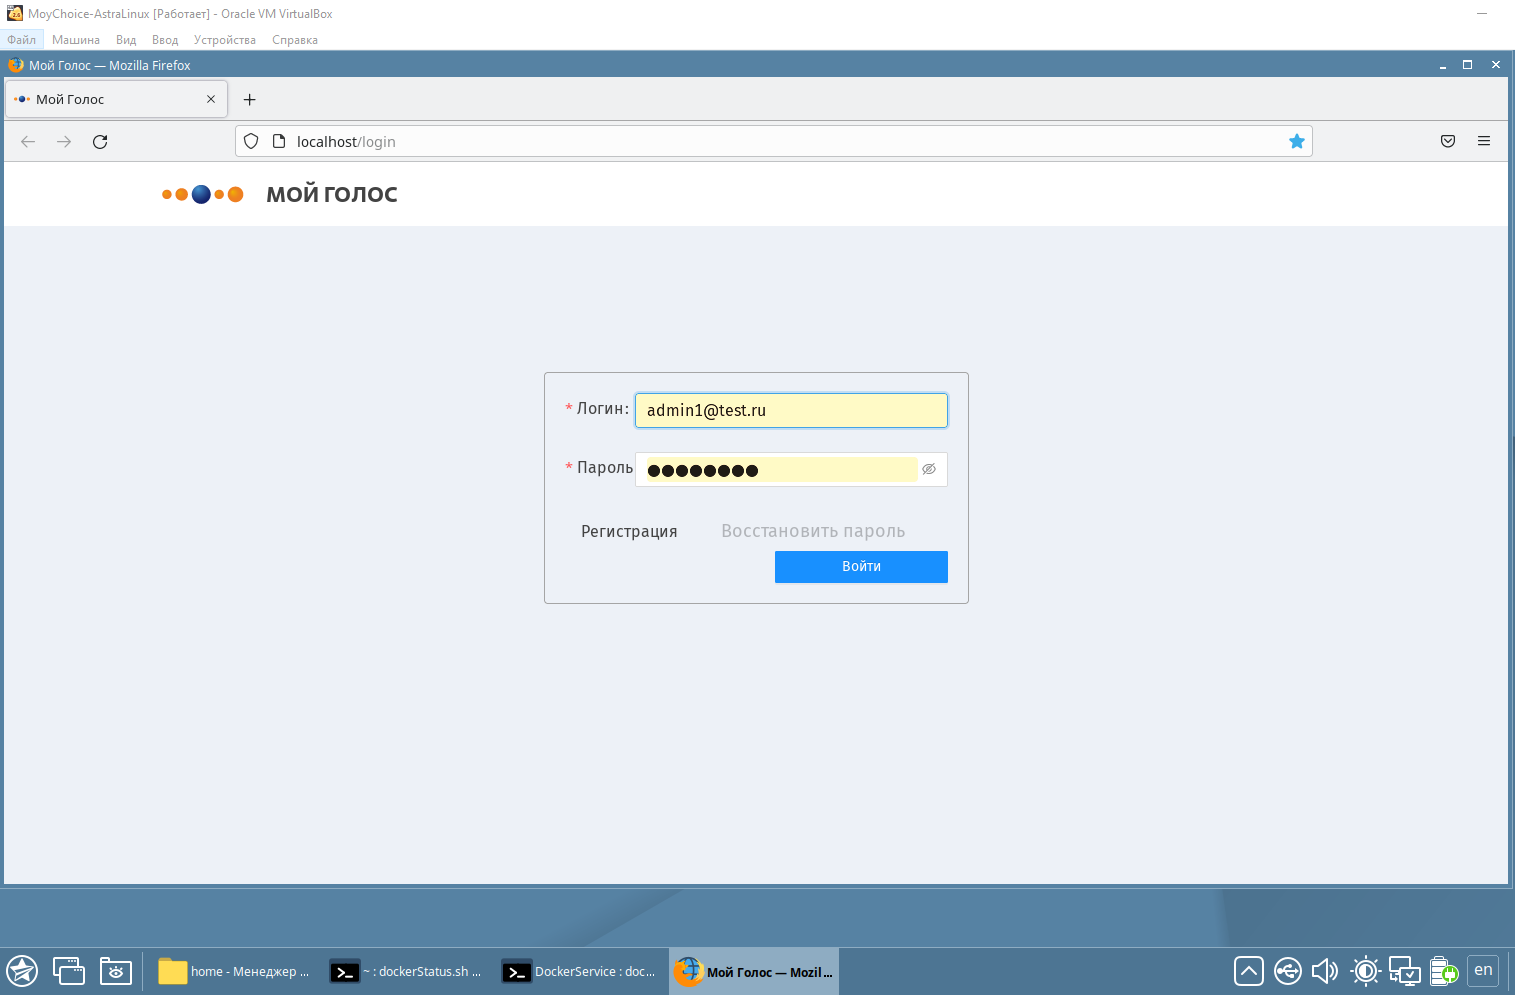 MoyChoice-AstraLinux [Работает] - Oracle VM VirtualBox
Файл Машина Вид Ввод Устройства Справка
Мой Голос — Mozilla Firefox
Мой Голос
localhost/login
МОЙ ГОЛОС
* Логин: admin1@test.ru
* Пароль
Регистрация Восстановить пароль
Войти
home - Менеджер ... ~ : dockerStatus.sh ... DockerService : doc... Мой Голос — Mozil... en